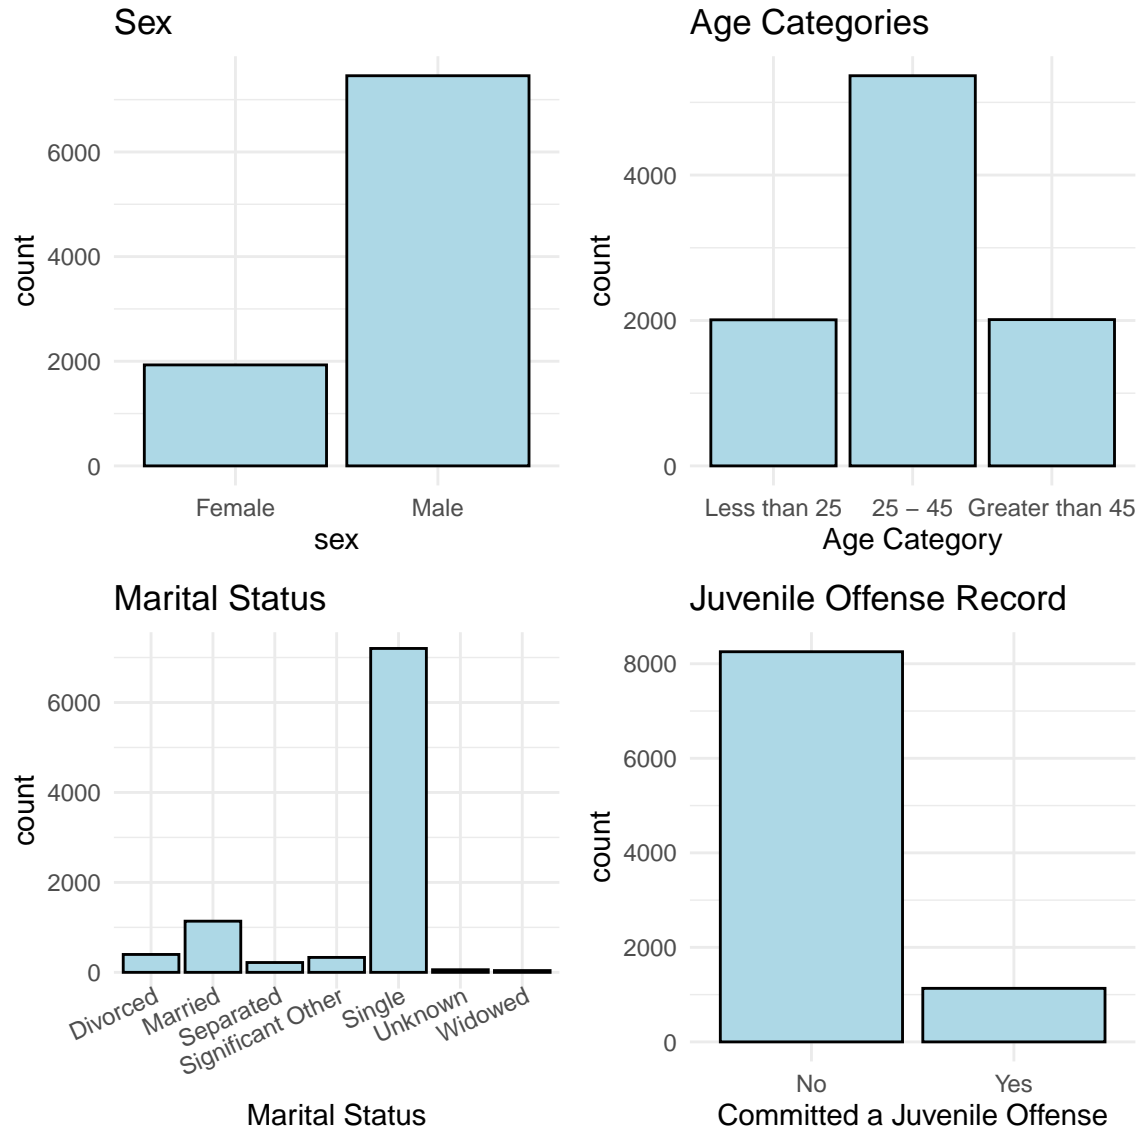 Sex
count
6000
4000
2000
0
Female Male
sex
Age Categories
count
4000
2000
0
Less than 25 25 − 45 Greater than 45
Age Category
Marital Status
count
6000
4000
2000
0
Divorced
Married
Separated
Significant Other
Single
Unknown
Widowed
Marital Status
Juvenile Offense Record
count
8000
6000
4000
2000
0
No Yes
Committed a Juvenile Offense